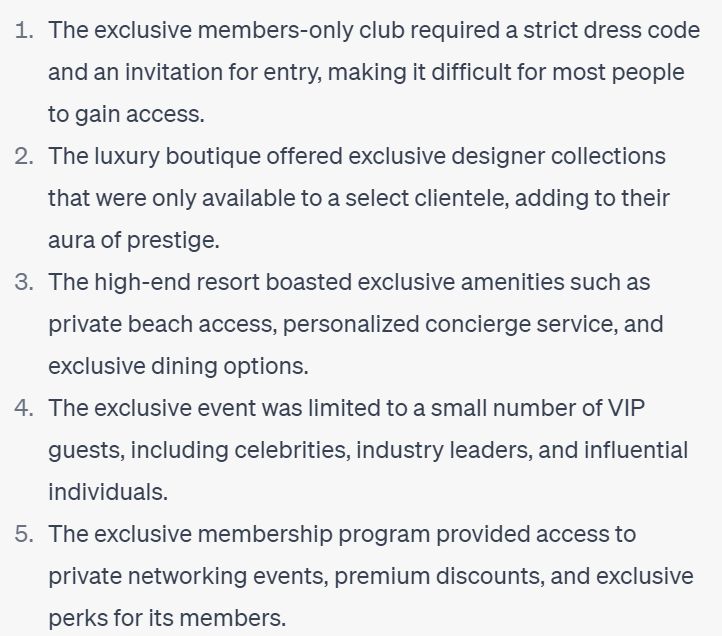 1. The exclusive members-only club required a strict dress code
and an invitation for entry, making it difficult for most people
to gain access.
2. The luxury boutique offered exclusive designer collections
that were only available to a select clientele, adding to their
aura of prestige.
3. The high-end resort boasted exclusive amenities such as
private beach access, personalized concierge service, and
exclusive dining options.
4. The exclusive event was limited to a small number of VIP
guests, including celebrities, industry leaders, and influential
individuals.
5. The exclusive membership program provided access to
private networking events, premium discounts, and exclusive
perks for its members.